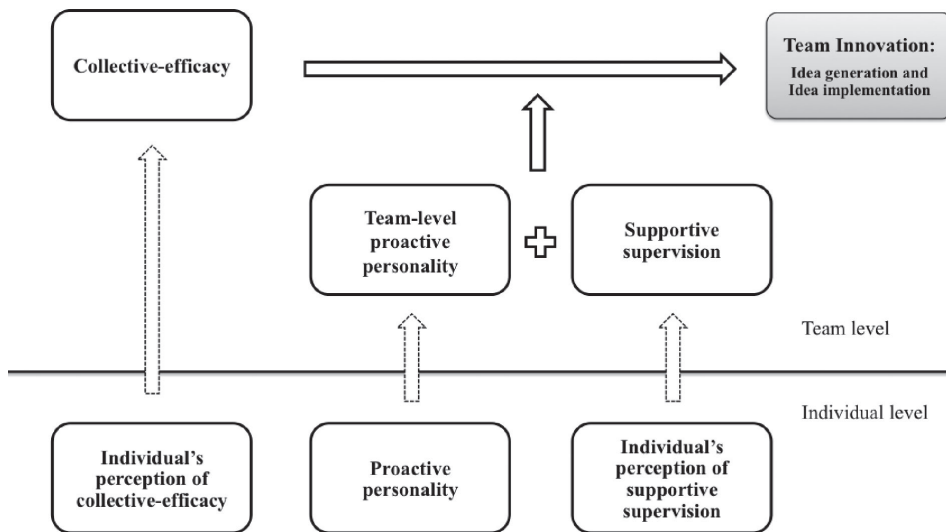 Collective-efficacy
Team Innovation:
Idea generation and
Idea implementation
Team-level
proactive
personality
Supportive
supervision
Team level
Individual level
Individual's
perception of
collective-efficacy
Proactive
personality
Individual's
perception of
supportive
supervision